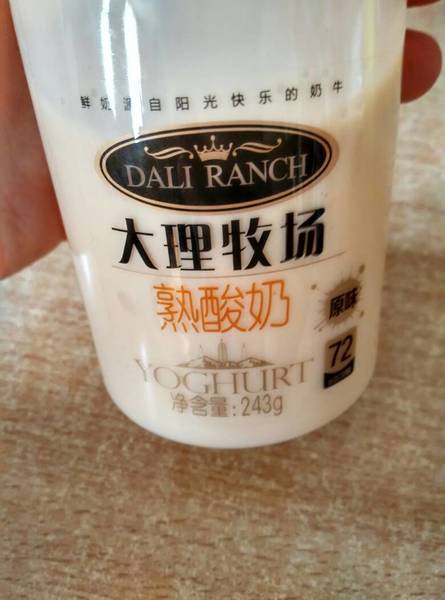 鲜奶源自阳光快乐的奶牛
DALI RANCH
大理牧场
熟酸奶
原味
72
YOGHURT
净含量:243g